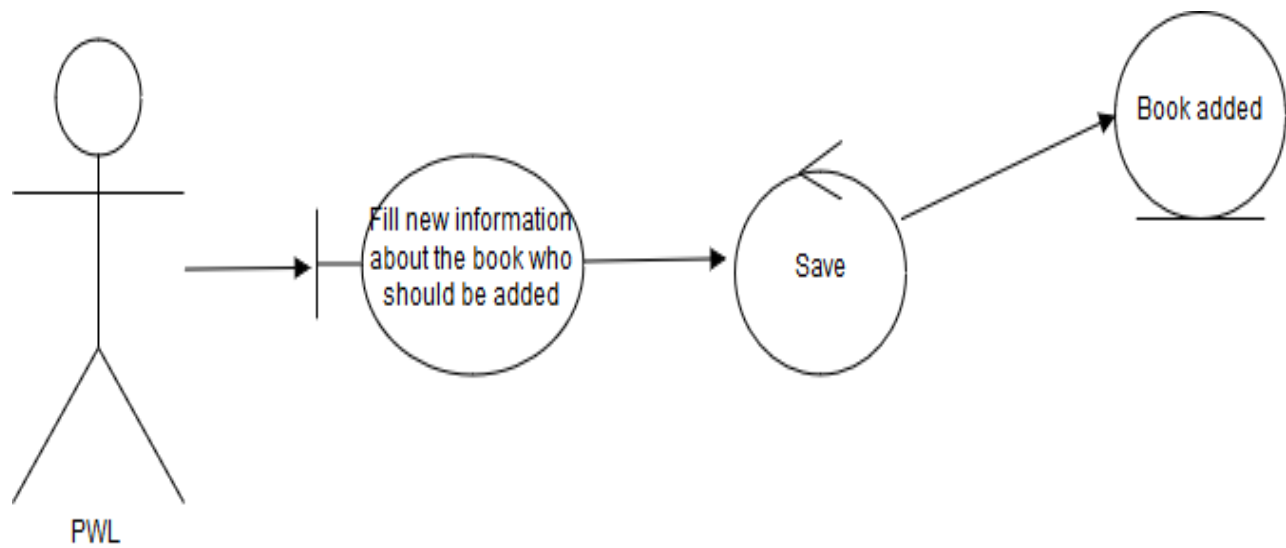 PWL
Fill new information
about the book who
should be added
Save
Book added